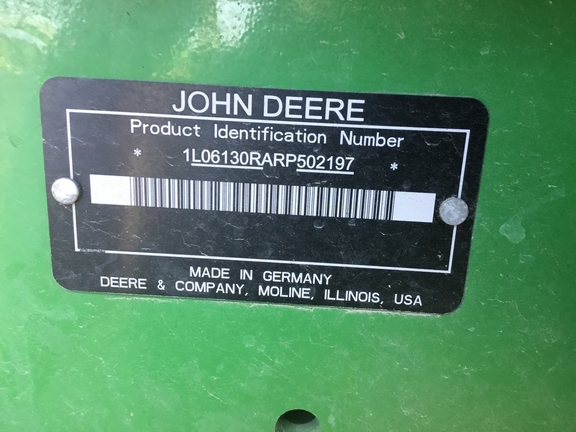 JOHN DEERE
Product Identification Number
* 1L06130RARP502197 *
MADE IN GERMANY
DEERE & COMPANY, MOLINE, ILLINOIS, USA